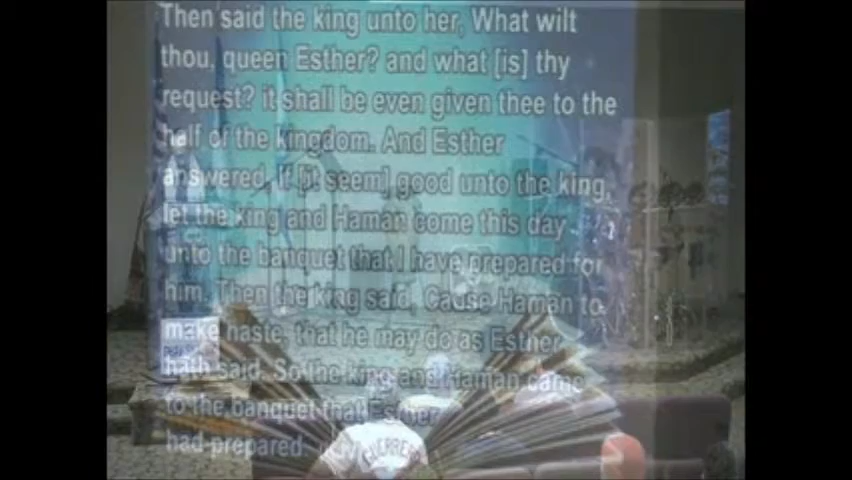 Then said the king unto her, What wilt
thou, queen Esther? and what [is] thy
request? it shall be even given thee to the
half of the kingdom. And Esther
answered, If [it seem] good unto the king,
let the king and Haman come this day
unto the banquet that I have prepared for
him. Then the king said, Cause Haman to
make haste, that he may do as Esther
hath said. So the king and Haman came
to the banquet that Esther
had prepared.
GUERRE